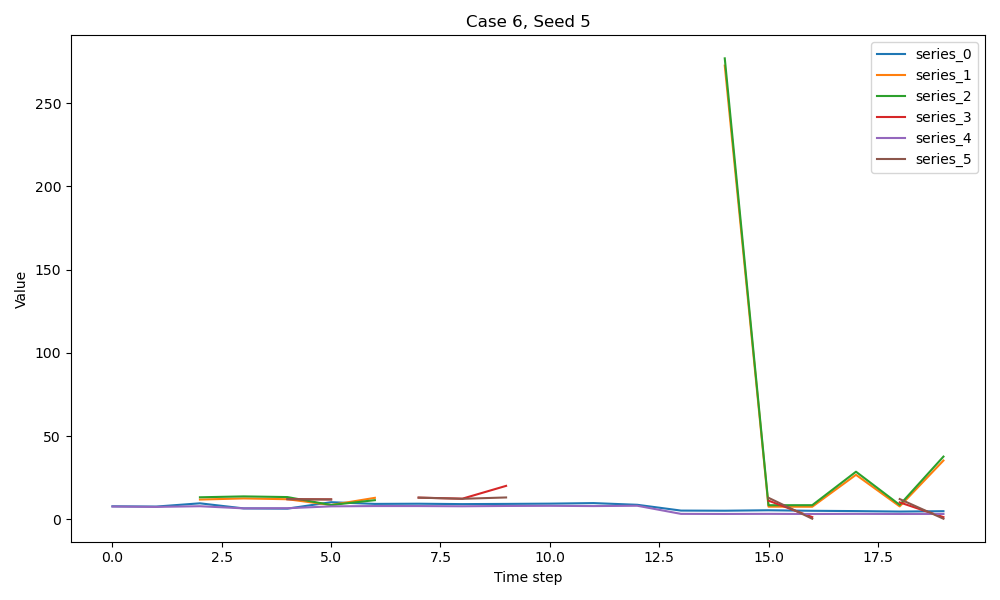 Case 6, Seed 5
series_0
series_1
series_2
series_3
series_4
series_5
Value
250
200
150
100
50
0
0.0 2.5 5.0 7.5 10.0 12.5 15.0 17.5
Time step